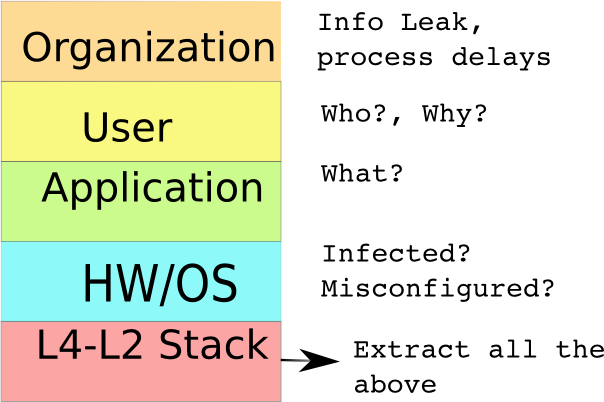 Organization
Info Leak,
process delays
User
Who?, Why?
Application
What?
HW/OS
Infected?
Misconfigured?
L4-L2 Stack
Extract all the
above